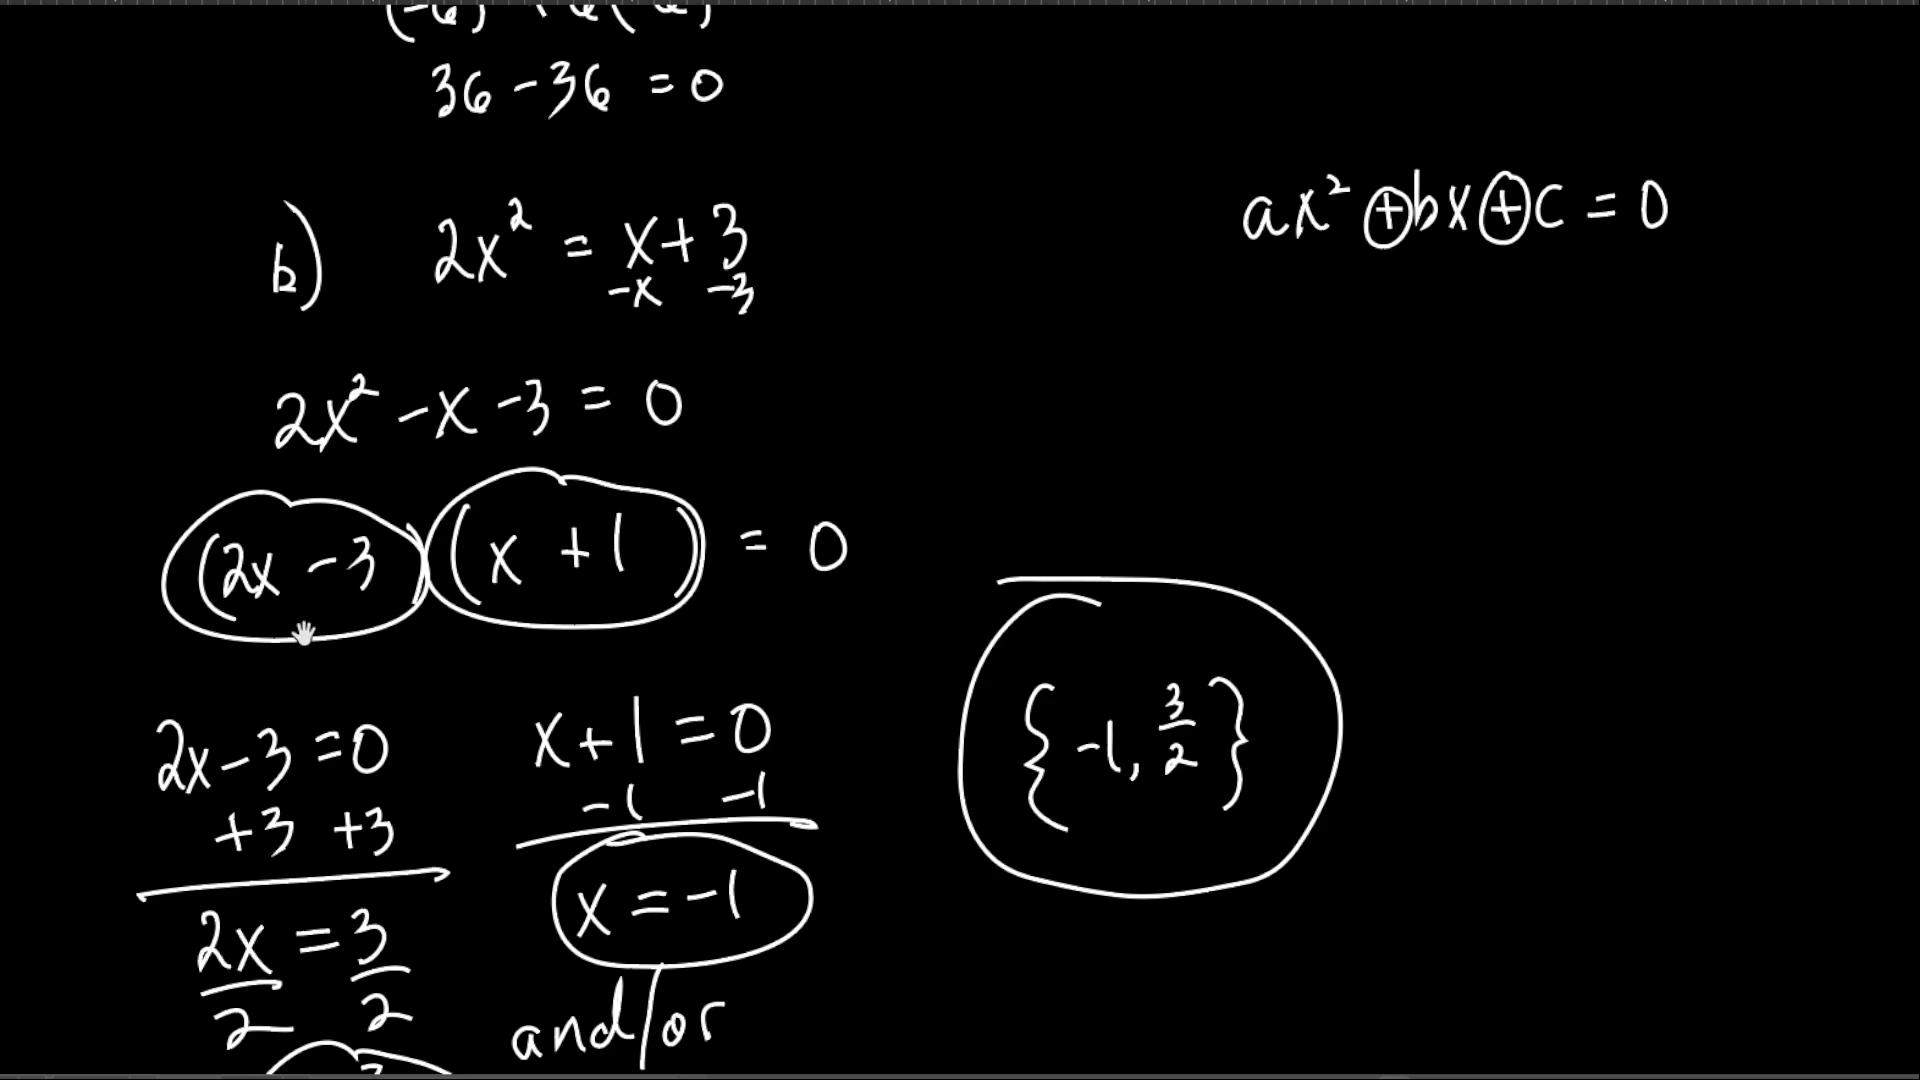 36 - 36 = 0
b) 2x² = x + 3
-x -3
ax² + bx + c = 0
2x² - x - 3 = 0
(2x - 3)(x + 1) = 0
2x - 3 = 0
+3 +3
2x = 3
2 2
x + 1 = 0
-1 -1
x = -1
and/or
{-1, 3/2}